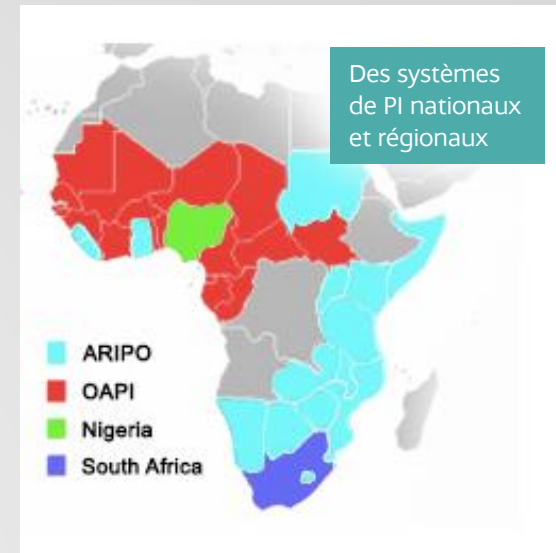 Des systèmes
de PI nationaux
et régionaux
ARIPO
OAPI
Nigeria
South Africa